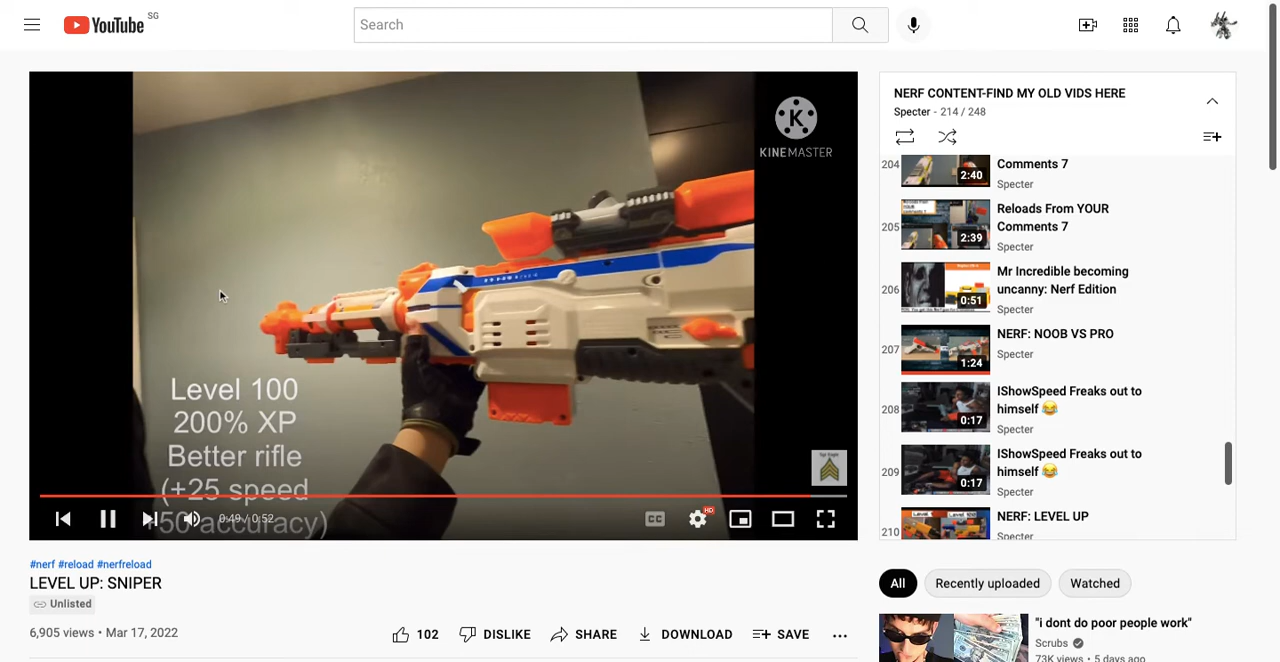 YouTube
SG
Search
KINEMASTER
Level 100
200% XP
Better rifle
(+25 speed
50 accuracy)
0:49 / 0:52
CC
HD
#nerf #reload #nerfreload
LEVEL UP: SNIPER
Unlisted
6,905 views • Mar 17, 2022
102
DISLIKE
SHARE
DOWNLOAD
SAVE
NERF CONTENT-FIND MY OLD VIDS HERE
Specter - 214 / 248
204
2:40
Comments 7
Specter
205
2:39
Reloads From YOUR
Comments 7
Specter
206
0:51
Mr Incredible becoming
uncanny: Nerf Edition
Specter
207
1:24
NERF: NOOB VS PRO
Specter
208
0:17
IShowSpeed Freaks out to
himself 😂
Specter
209
0:17
IShowSpeed Freaks out to
himself 😂
Specter
210
NERF: LEVEL UP
Specter
All
Recently uploaded
Watched
"i dont do poor people work"
Scrubs
73K views • 5 days ago